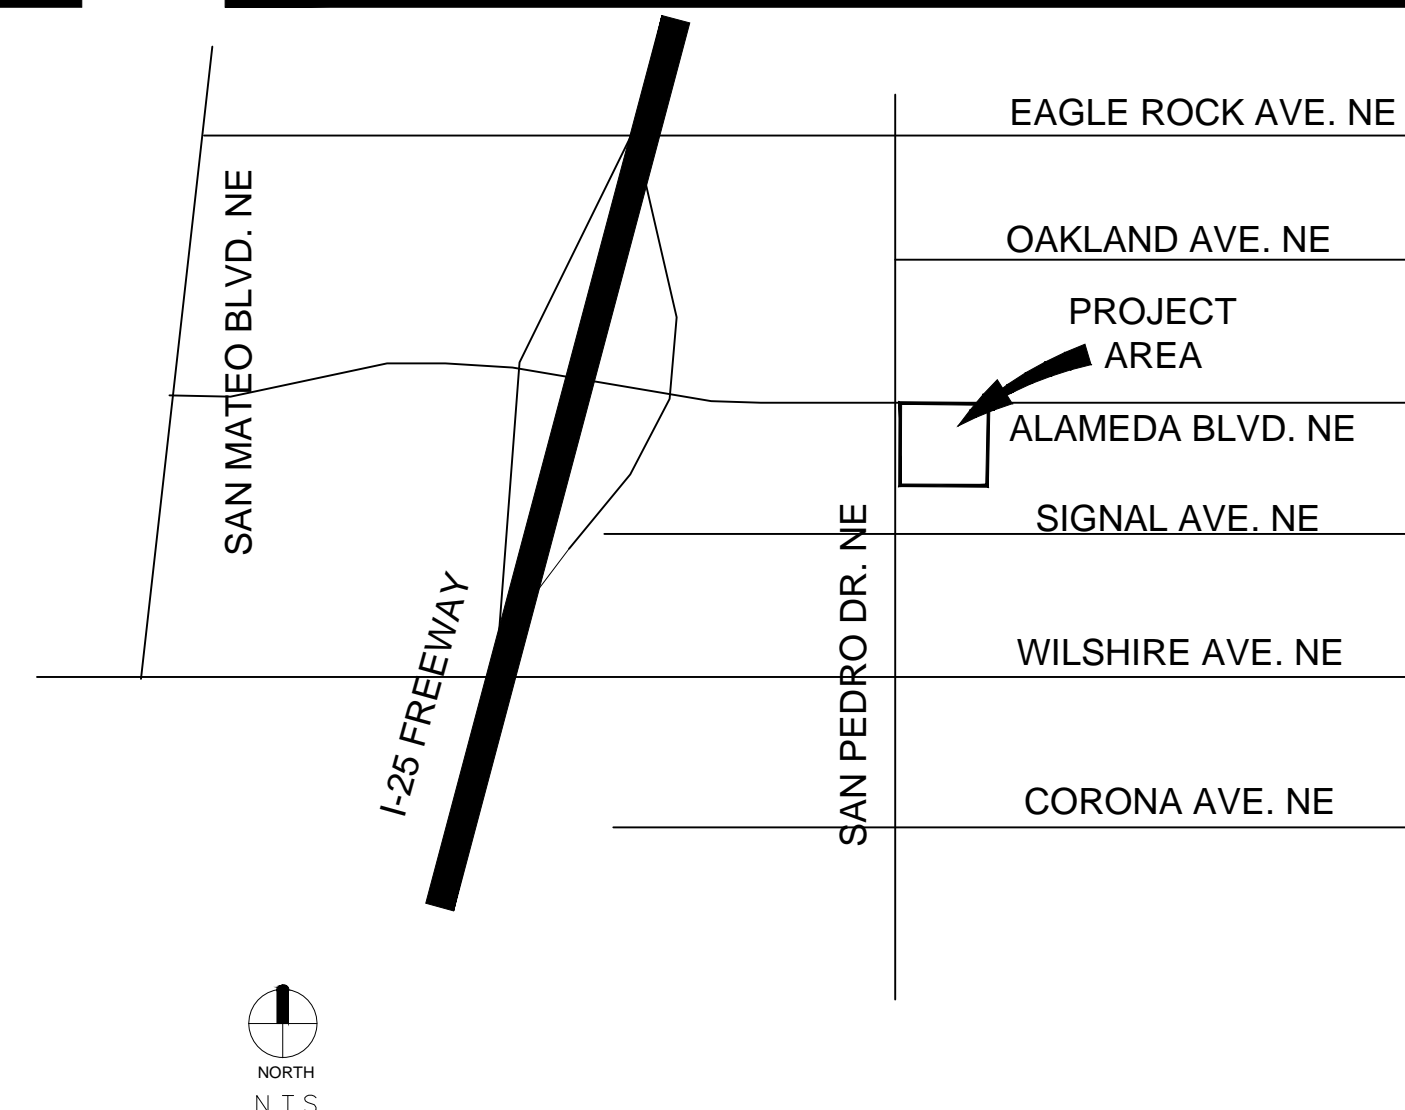 EAGLE ROCK AVE. NE
OAKLAND AVE. NE
PROJECT
AREA
ALAMEDA BLVD. NE
SAN MATEO BLVD. NE
SIGNAL AVE. NE
SAN PEDRO DR. NE
I-25 FREEWAY
WILSHIRE AVE. NE
CORONA AVE. NE
NORTH
N T S